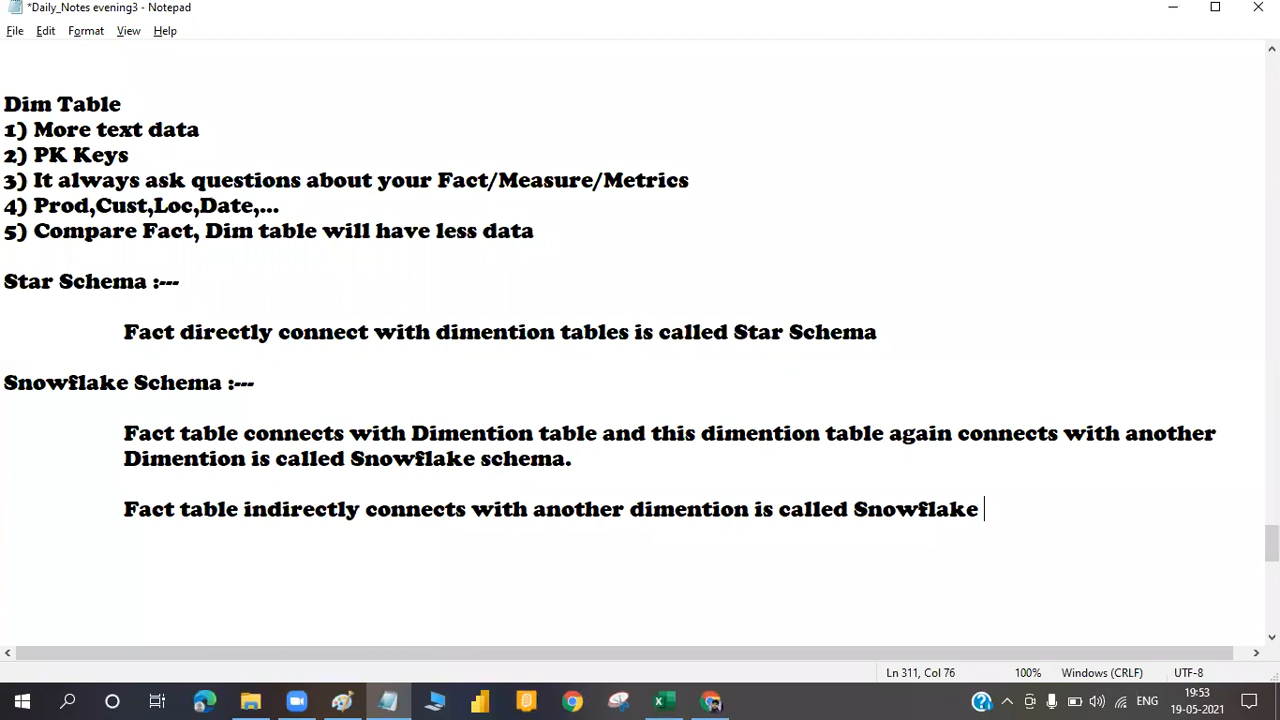 *Daily_Notes evening3 - Notepad
File Edit Format View Help
Dim Table
1) More text data
2) PK Keys
3) It always ask questions about your Fact/Measure/Metrics
4) Prod,Cust,Loc,Date,...
5) Compare Fact, Dim table will have less data
Star Schema :---
Fact directly connect with dimention tables is called Star Schema
Snowflake Schema :---
Fact table connects with Dimention table and this dimention table again connects with another
Dimention is called Snowflake schema.
Fact table indirectly connects with another dimention is called Snowflake
Ln 311, Col 76 100% Windows (CRLF) UTF-8
ENG 19:53
19-05-2021